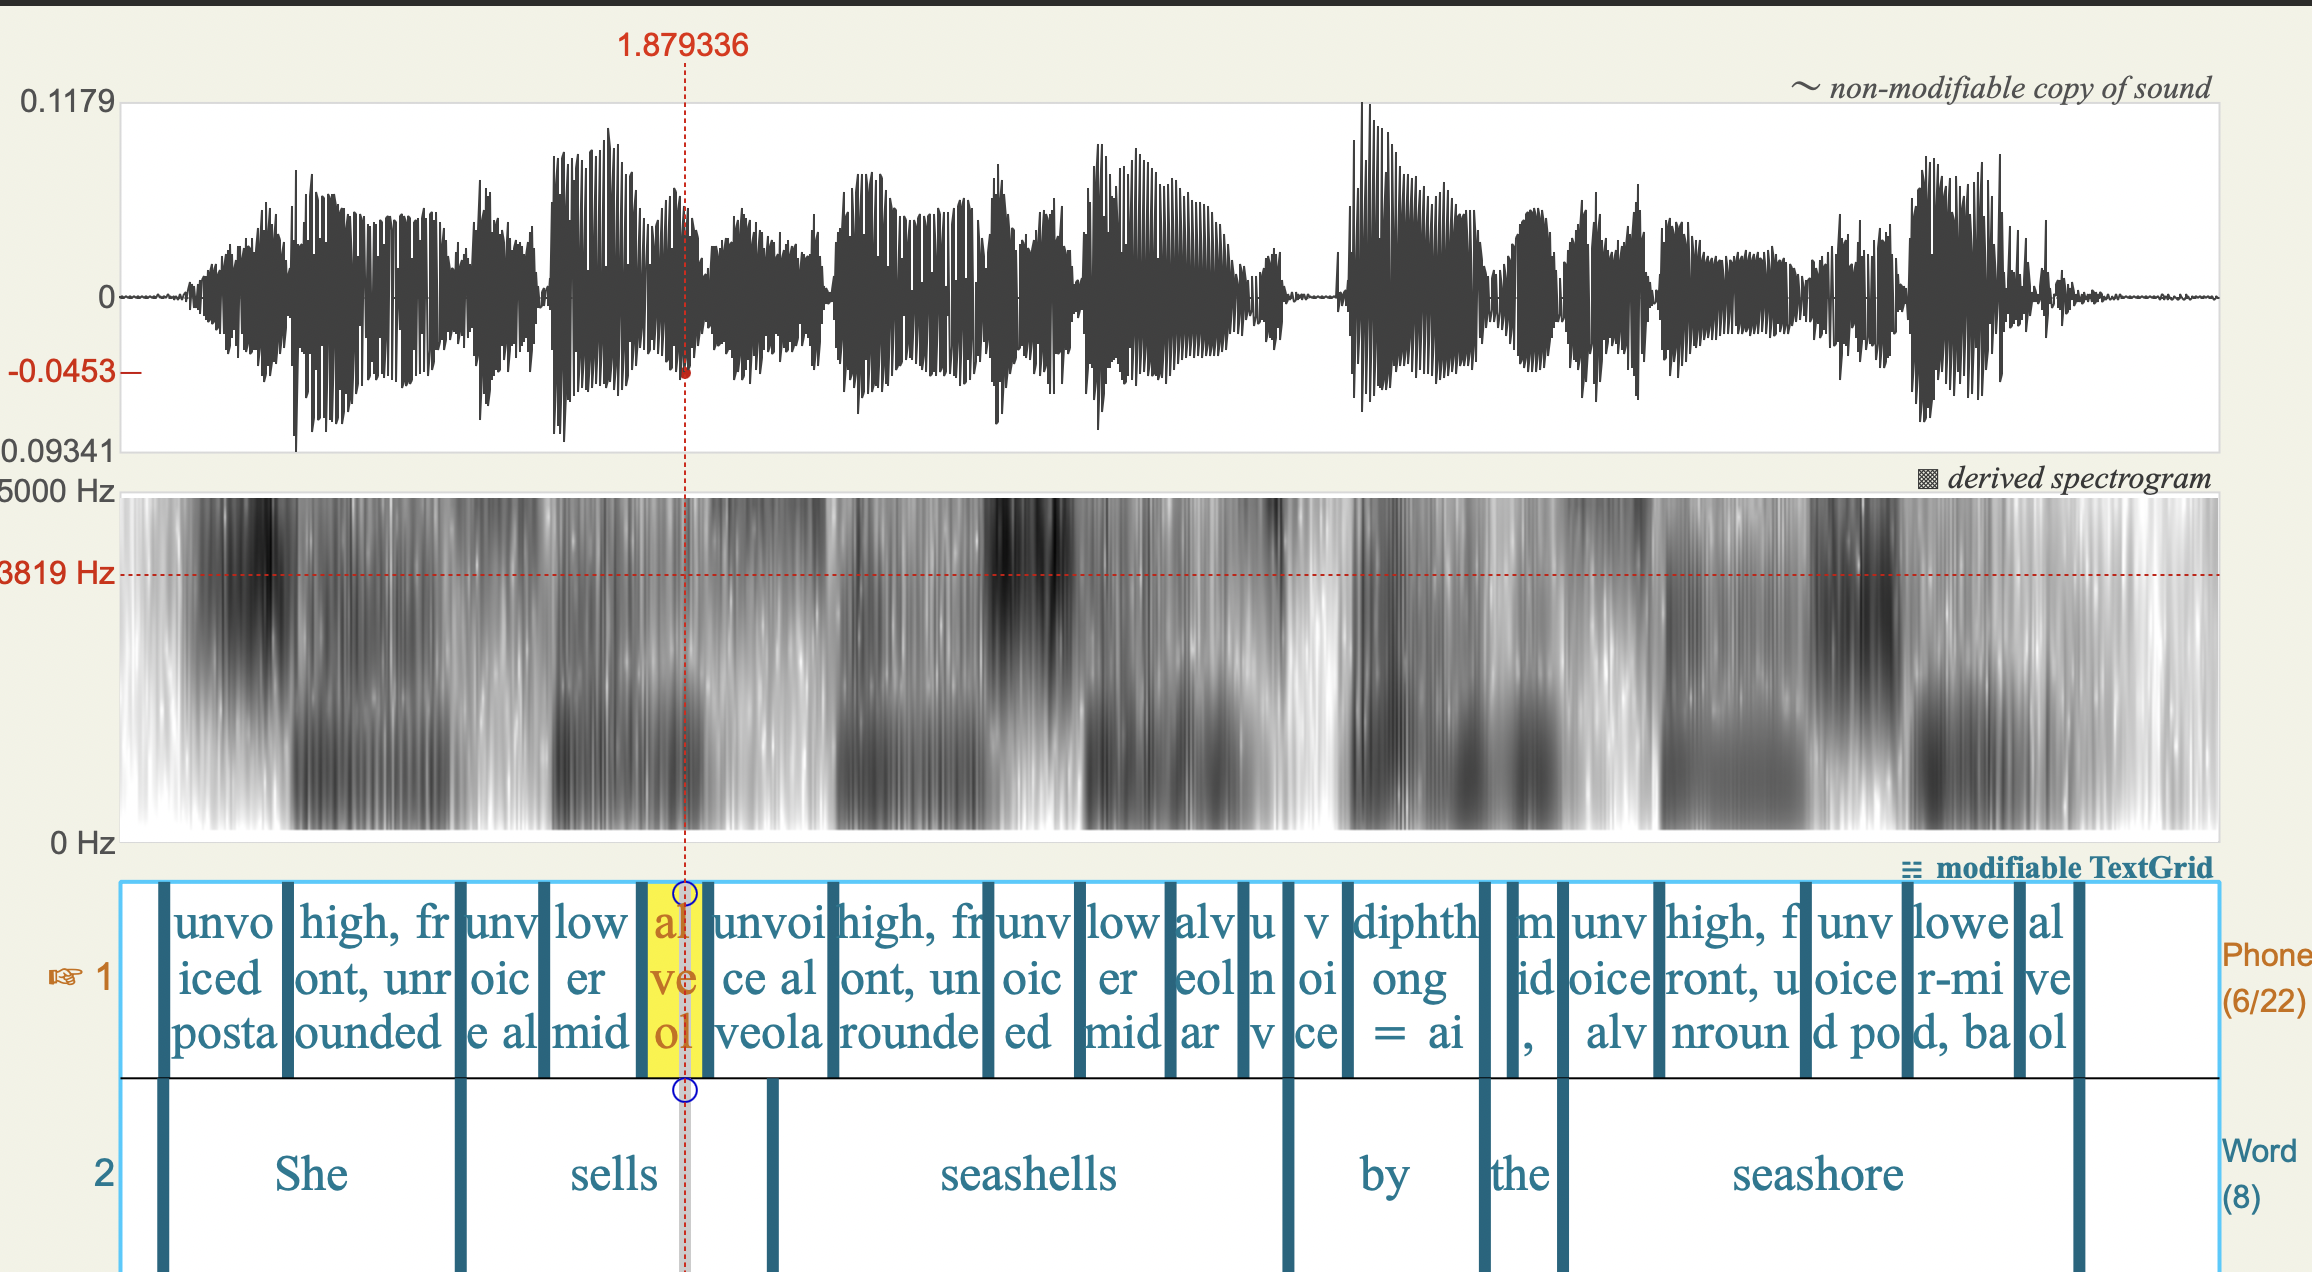 1.879336
0.1179
~ non-modifiable copy of sound
0
-0.0453
0.09341
5000 Hz
derived spectrogram
3819 Hz
0 Hz
modifiable TextGrid
unvo high, fr unv low al unvoi high, fr unv low alv u v diphth m unv high, f unv lowe al
iced ont, unr oic er ve ce al ont, un oic er eol n oi ong id oice ront, u oice r-mi ve
posta ounded e al mid ol veola rounde ed mid ar v ce = ai , alv nroun d po d, ba ol
☞ 1
Phone
(6/22)
2
She sells seashells by the seashore
Word
(8)